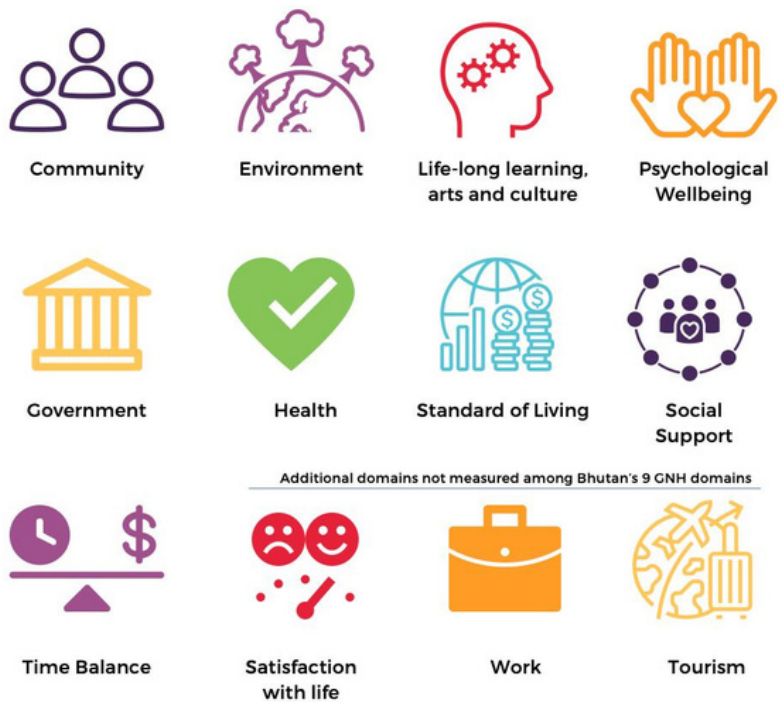 Community
Environment
Life-long learning,
arts and culture
Psychological
Wellbeing
Government
Health
Standard of Living
Social
Support
Additional domains not measured among Bhutan's 9 GNH domains
$
Time Balance
Satisfaction
with life
Work
Tourism